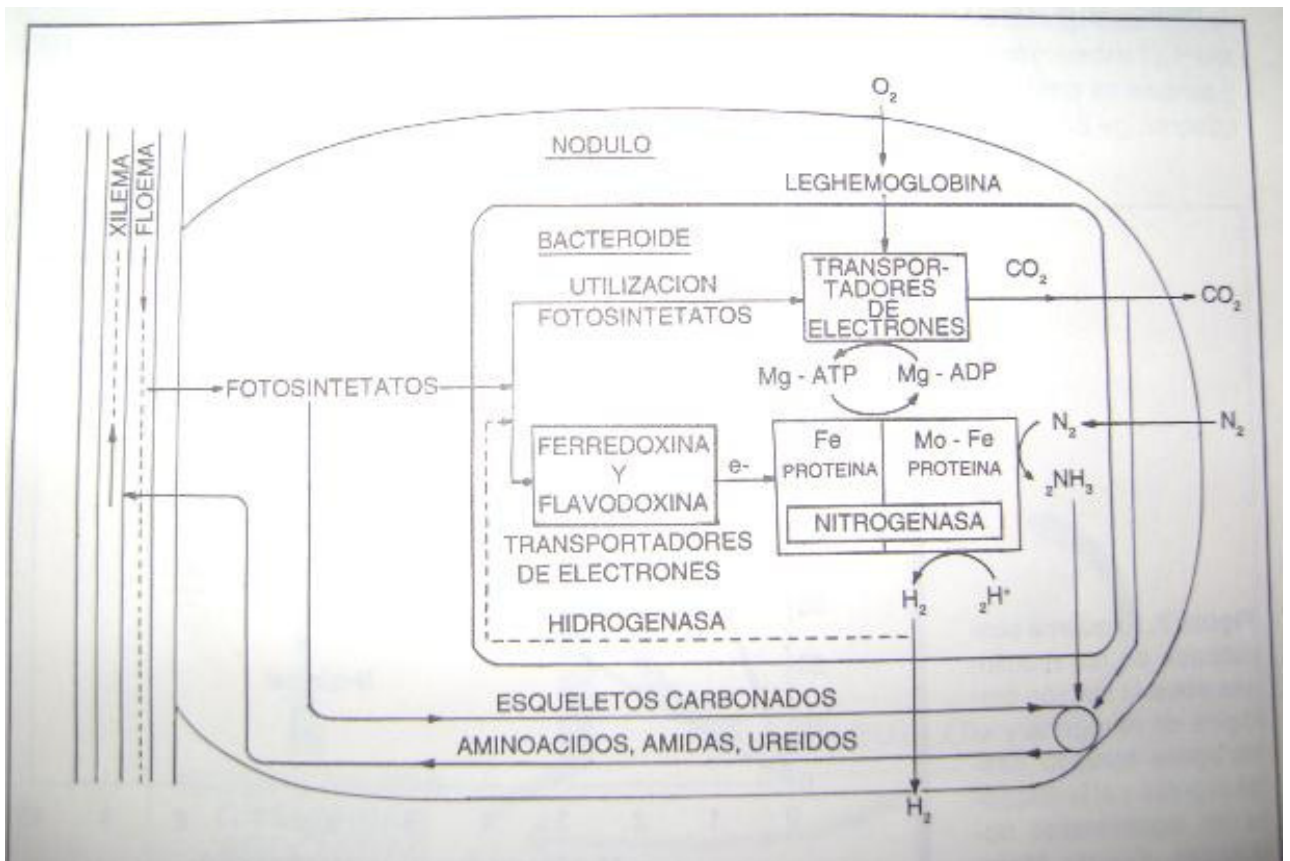 O₂
NODULO
LEGHEMOGLOBINA
XILEMA
FLOEMA
BACTEROIDE
UTILIZACION
FOTOSINTETATOS
TRANSPOR-
TADORES
DE
ELECTRONES
CO₂
CO₂
FOTOSINTETATOS
Mg - ATP
Mg - ADP
FERREDOXINA
Y
FLAVODOXINA
e-
Fe
PROTEINA
Mo - Fe
PROTEINA
NITROGENASA
N₂
N₂
₂NH₃
TRANSPORTADORES
DE ELECTRONES
H₂
₂H⁺
HIDROGENASA
ESQUELETOS CARBONADOS
AMINOACIDOS, AMIDAS, UREIDOS
H₂